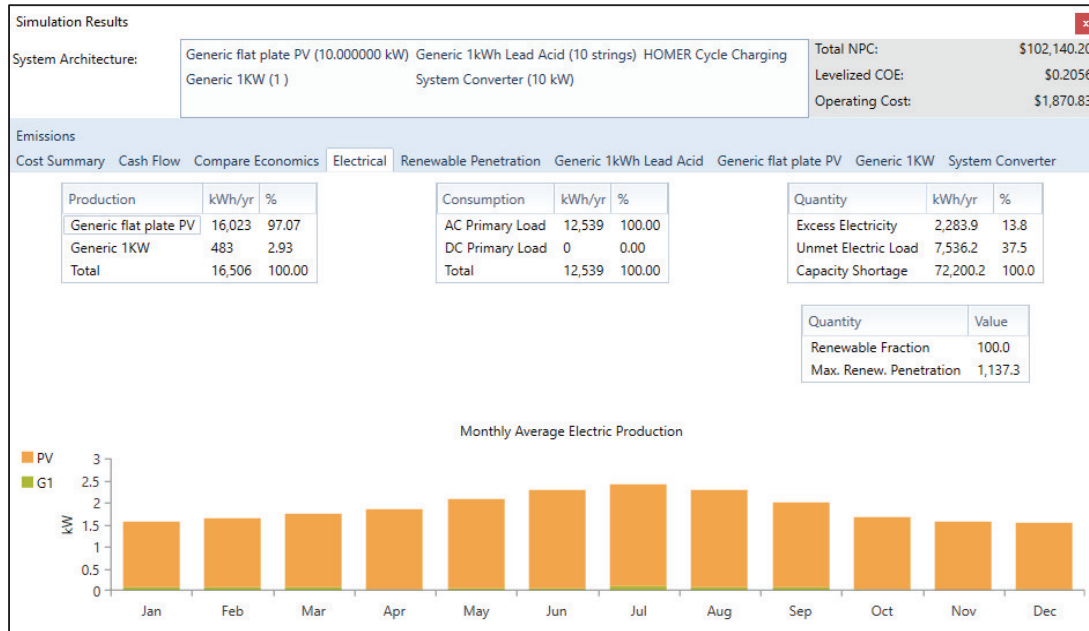 Simulation Results
x
System Architecture:
Generic flat plate PV (10.000000 kW) Generic 1kWh Lead Acid (10 strings) HOMER Cycle Charging
Generic 1KW (1 ) System Converter (10 kW)
Total NPC: $102,140.20
Levelized COE: $0.2056
Operating Cost: $1,870.83
Emissions
Cost Summary Cash Flow Compare Economics Electrical Renewable Penetration Generic 1kWh Lead Acid Generic flat plate PV Generic 1KW System Converter
Production kWh/yr %
Generic flat plate PV 16,023 97.07
Generic 1KW 483 2.93
Total 16,506 100.00
Consumption kWh/yr %
AC Primary Load 12,539 100.00
DC Primary Load 0 0.00
Total 12,539 100.00
Quantity kWh/yr %
Excess Electricity 2,283.9 13.8
Unmet Electric Load 7,536.2 37.5
Capacity Shortage 72,200.2 100.0
Quantity Value
Renewable Fraction 100.0
Max. Renew. Penetration 1,137.3
Monthly Average Electric Production
PV
G1
kW
3
2.5
2
1.5
1
0.5
0
Jan Feb Mar Apr May Jun Jul Aug Sep Oct Nov Dec